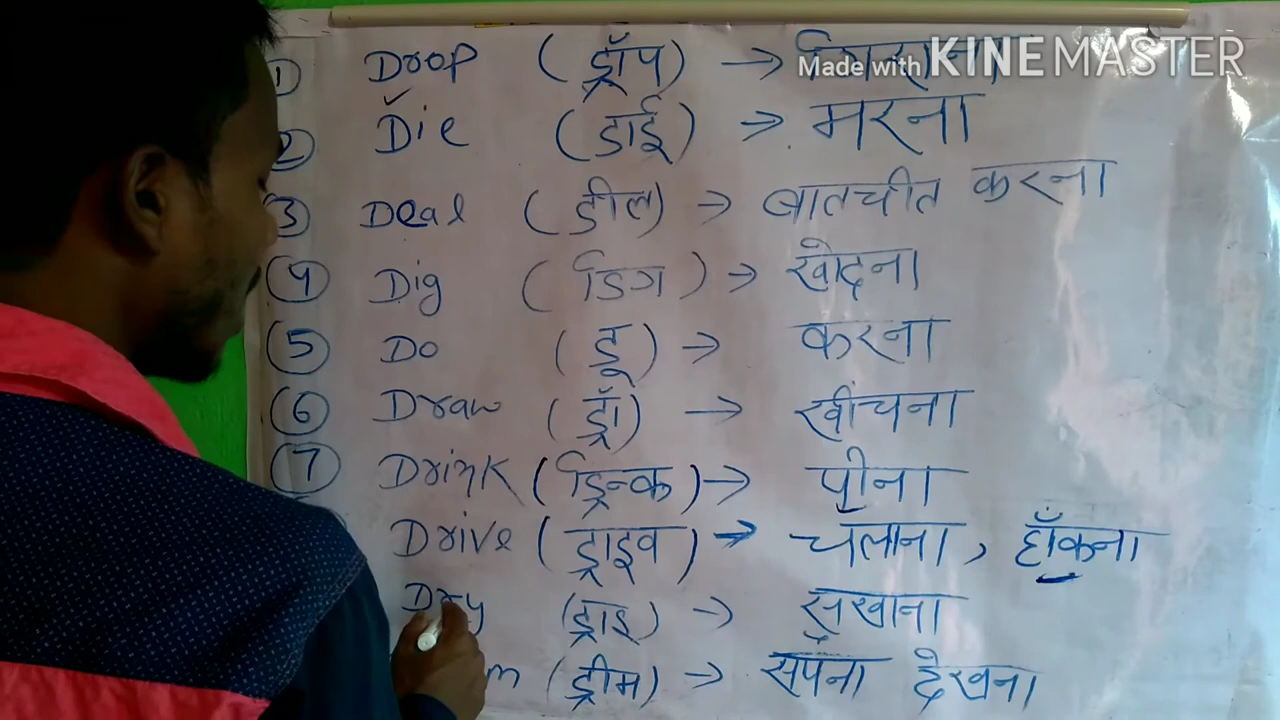 ① Drop (ड्रॉप) →
Made with KINEMASTER
② Die (डाई) → मरना
③ Deal (डील) → बातचीत करना
④ Dig (डिग) → खोदना
⑤ Do (डू) → करना
⑥ Draw (ड्रॉ) → खींचना
⑦ Drink (ड्रिन्क) → पीना
Drive (ड्राइव) → चलाना, हाँकना
Dry (ड्राइ) → सुखाना
m (ड्रीम) → सपना देखना